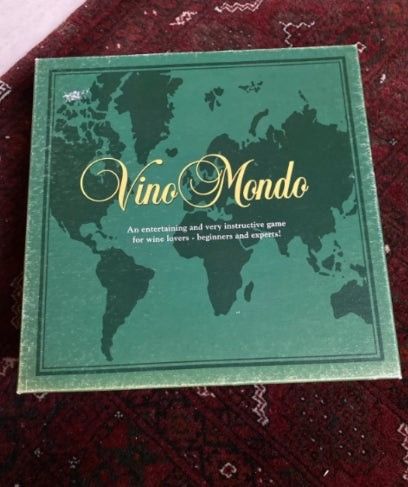 Vino Mondo
An entertaining and very instructive game
for wine lovers - beginners and experts!